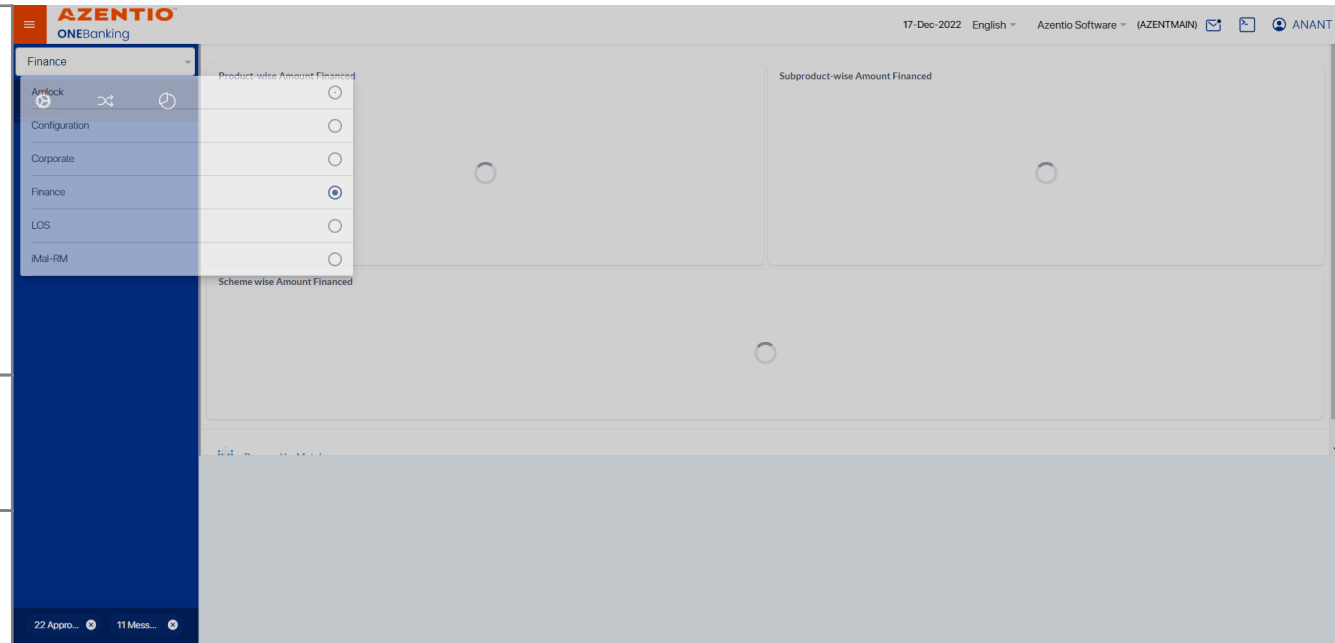 AZENTIO
ONEBanking
17-Dec-2022 English Azentio Software (AZENTMAIN) ANANT
Finance
Product-wise Amount Financed
Subproduct-wise Amount Financed
Amlock
Configuration
Corporate
Finance
LOS
iMal-RM
Scheme wise Amount Financed
22 Appro... 11 Mess...